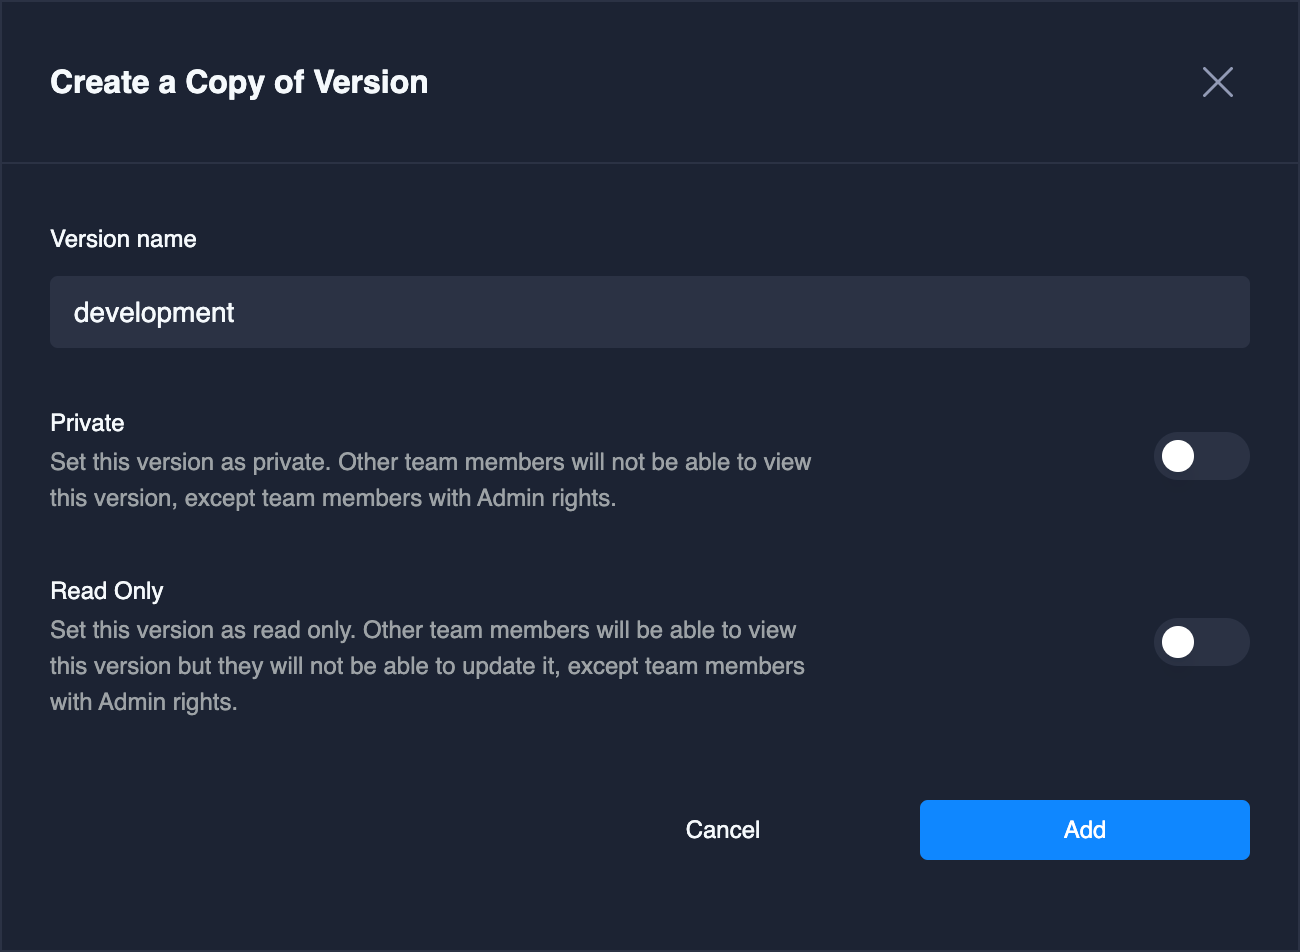 Create a Copy of Version
Version name
development
Private
Set this version as private. Other team members will not be able to view
this version, except team members with Admin rights.
Read Only
Set this version as read only. Other team members will be able to view
this version but they will not be able to update it, except team members
with Admin rights.
Cancel
Add